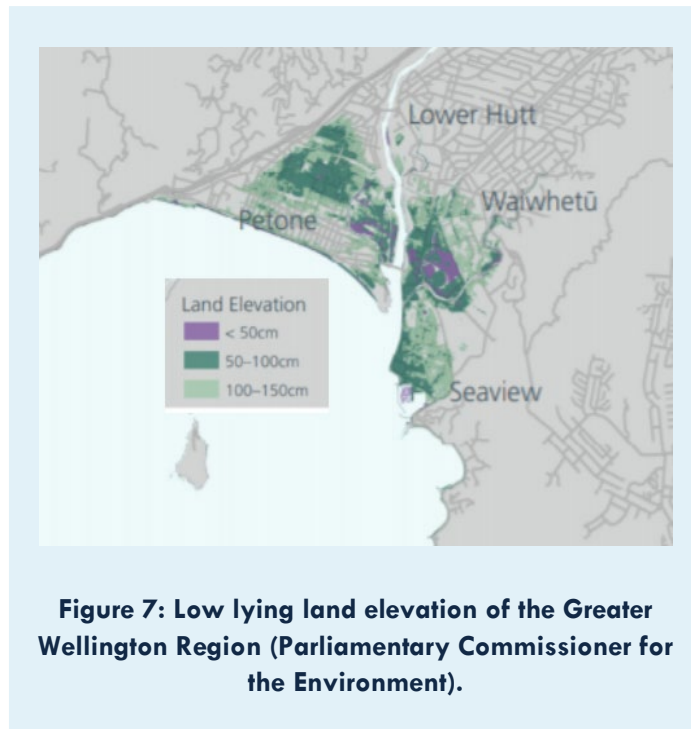 Lower Hutt
Waiwhetū
Petone
Land Elevation
< 50cm
50–100cm
100–150cm
Seaview
Figure 7: Low lying land elevation of the Greater
Wellington Region (Parliamentary Commissioner for
the Environment).